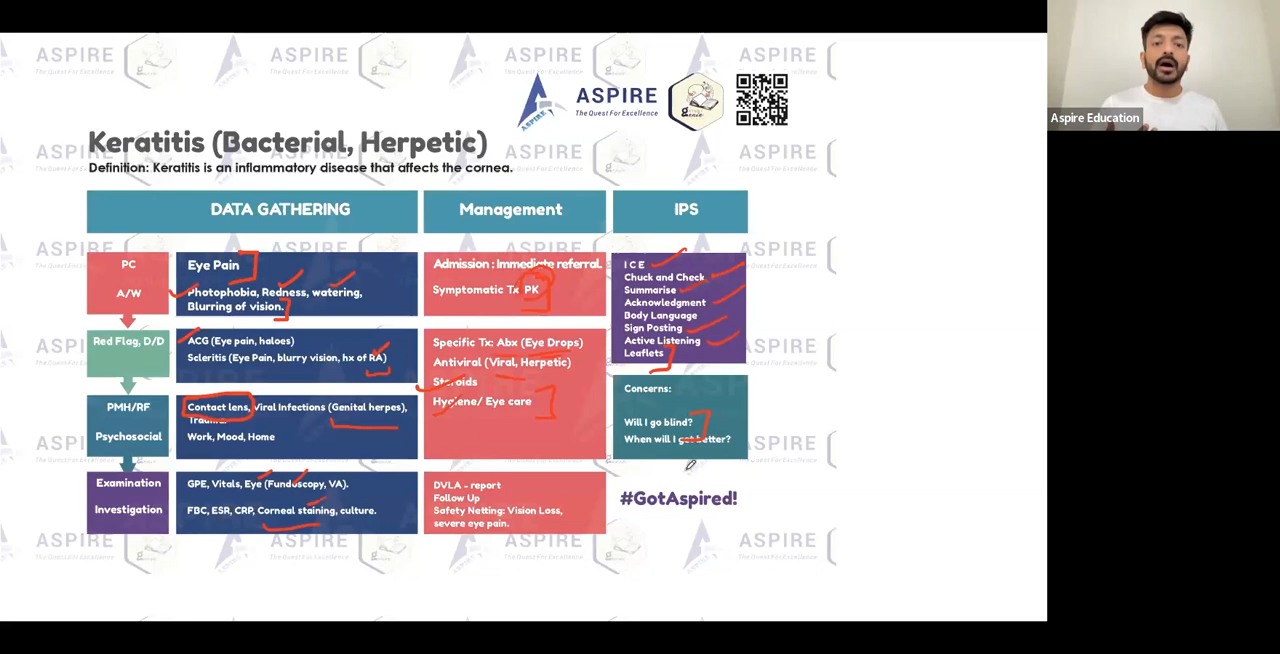 ASPIRE
The Quest For Excellence
Aspire Education
Keratitis (Bacterial, Herpetic)
Definition: Keratitis is an inflammatory disease that affects the cornea.
DATA GATHERING
Management
IPS
PC
A/W
Eye Pain
Photophobia, Redness, watering,
Blurring of vision.
Admission : Immediate referral.
Symptomatic Tx: PK
I C E
Chuck and Check
Summarise
Acknowledgment
Body Language
Sign Posting
Active Listening
Leaflets
Red Flag, D/D
ACG (Eye pain, haloes)
Scleritis (Eye Pain, blurry vision, hx of RA)
Specific Tx: Abx (Eye Drops)
Antiviral (Viral, Herpetic)
Steroids
Hygiene/ Eye care
PMH/RF
Psychosocial
Contact lens, Viral Infections (Genital herpes),
Trauma.
Work, Mood, Home
Concerns:
Will I go blind?
When will I get better?
Examination
Investigation
GPE, Vitals, Eye (Fundoscopy, VA).
FBC, ESR, CRP, Corneal staining, culture.
DVLA - report
Follow Up
Safety Netting: Vision Loss,
severe eye pain.
#GotAspired!